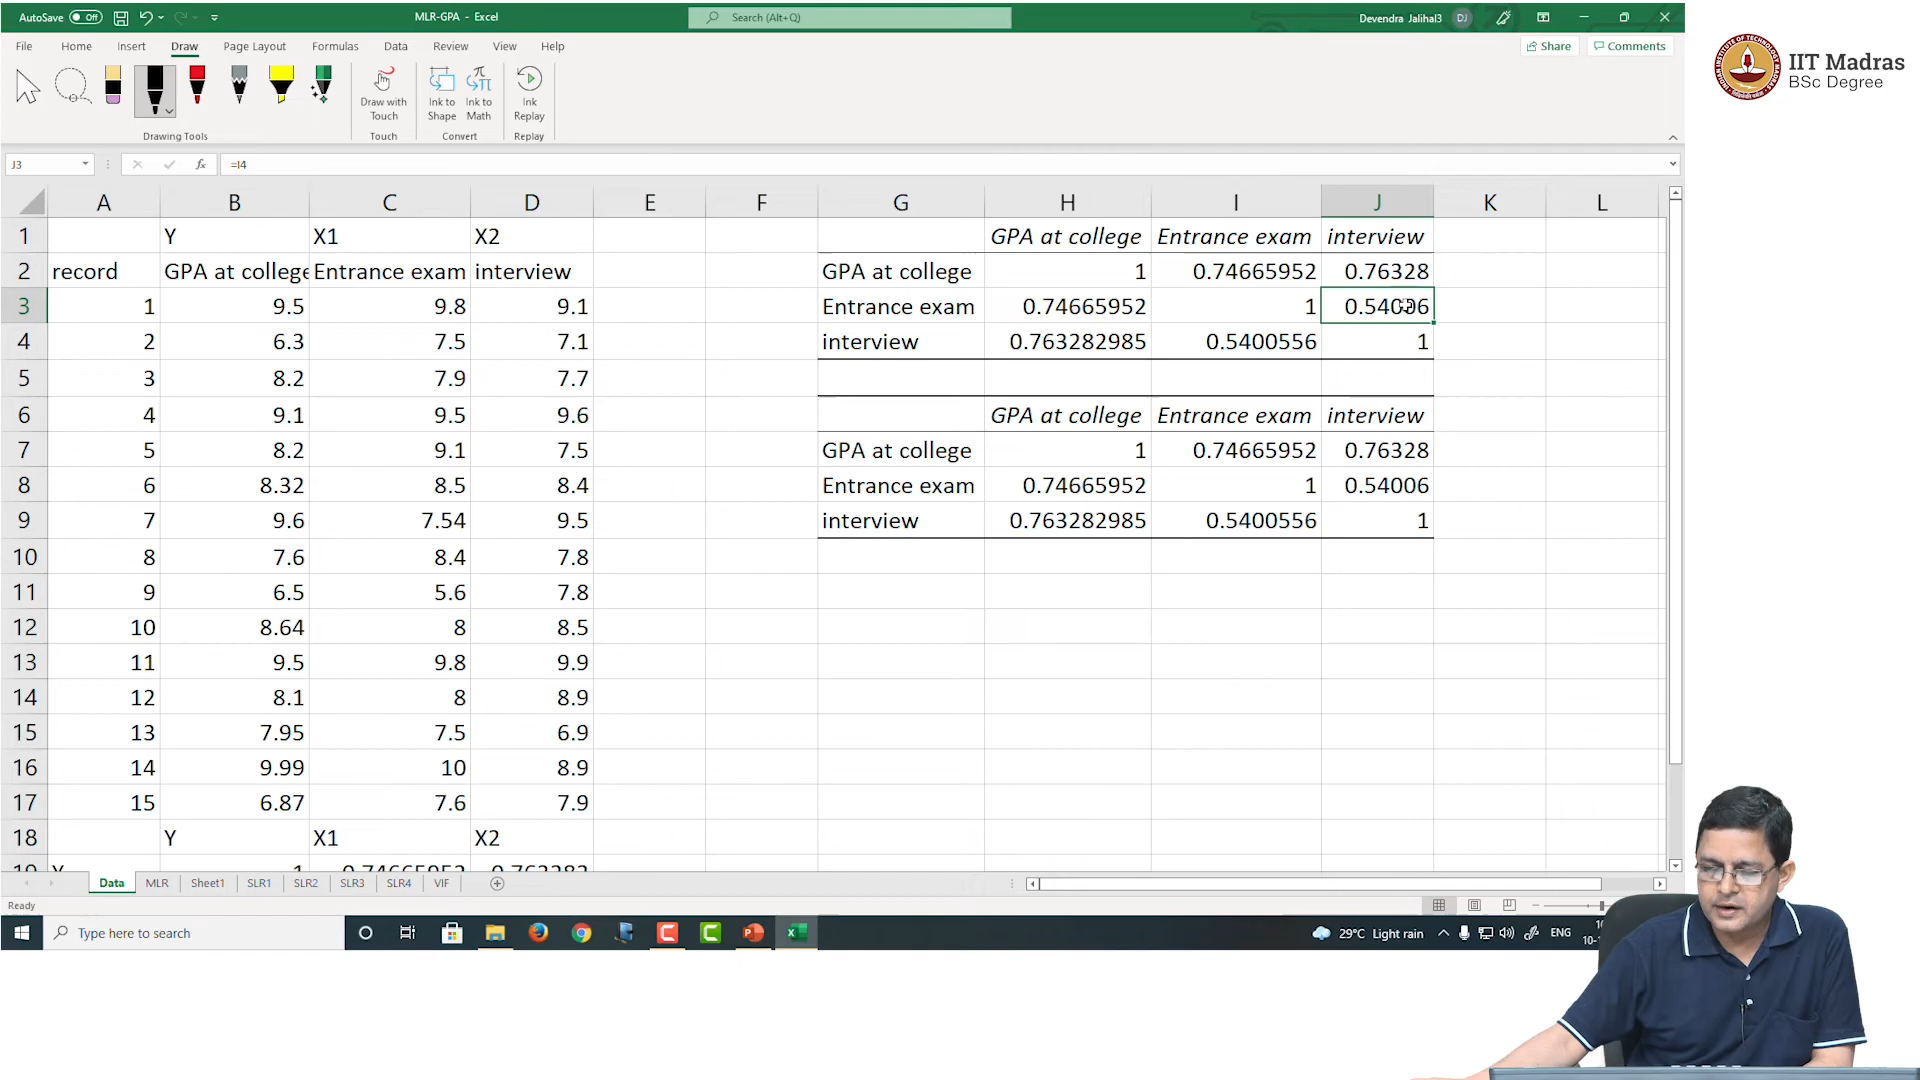 AutoSave Off
MLR-GPA - Excel
Search (Alt+Q)
Devendra Jalihal3 DJ
File Home Insert Draw Page Layout Formulas Data Review View Help
Share Comments
Draw with Touch
Ink to Shape
Ink to Math
Ink Replay
Drawing Tools Touch Convert Replay
IIT Madras
BSc Degree
J3 fx =I4
A B C D E F G H I J K L
1 Y X1 X2 GPA at college Entrance exam interview
2 record GPA at college Entrance exam interview GPA at college 1 0.74665952 0.76328
3 1 9.5 9.8 9.1 Entrance exam 0.74665952 1 0.54006
4 2 6.3 7.5 7.1 interview 0.763282985 0.5400556 1
5 3 8.2 7.9 7.7
6 4 9.1 9.5 9.6 GPA at college Entrance exam interview
7 5 8.2 9.1 7.5 GPA at college 1 0.74665952 0.76328
8 6 8.32 8.5 8.4 Entrance exam 0.74665952 1 0.54006
9 7 9.6 7.54 9.5 interview 0.763282985 0.5400556 1
10 8 7.6 8.4 7.8
11 9 6.5 5.6 7.8
12 10 8.64 8 8.5
13 11 9.5 9.8 9.9
14 12 8.1 8 8.9
15 13 7.95 7.5 6.9
16 14 9.99 10 8.9
17 15 6.87 7.6 7.9
18 Y X1 X2
Data MLR Sheet1 SLR1 SLR2 SLR3 SLR4 VIF
Ready
Type here to search
29°C Light rain ENG